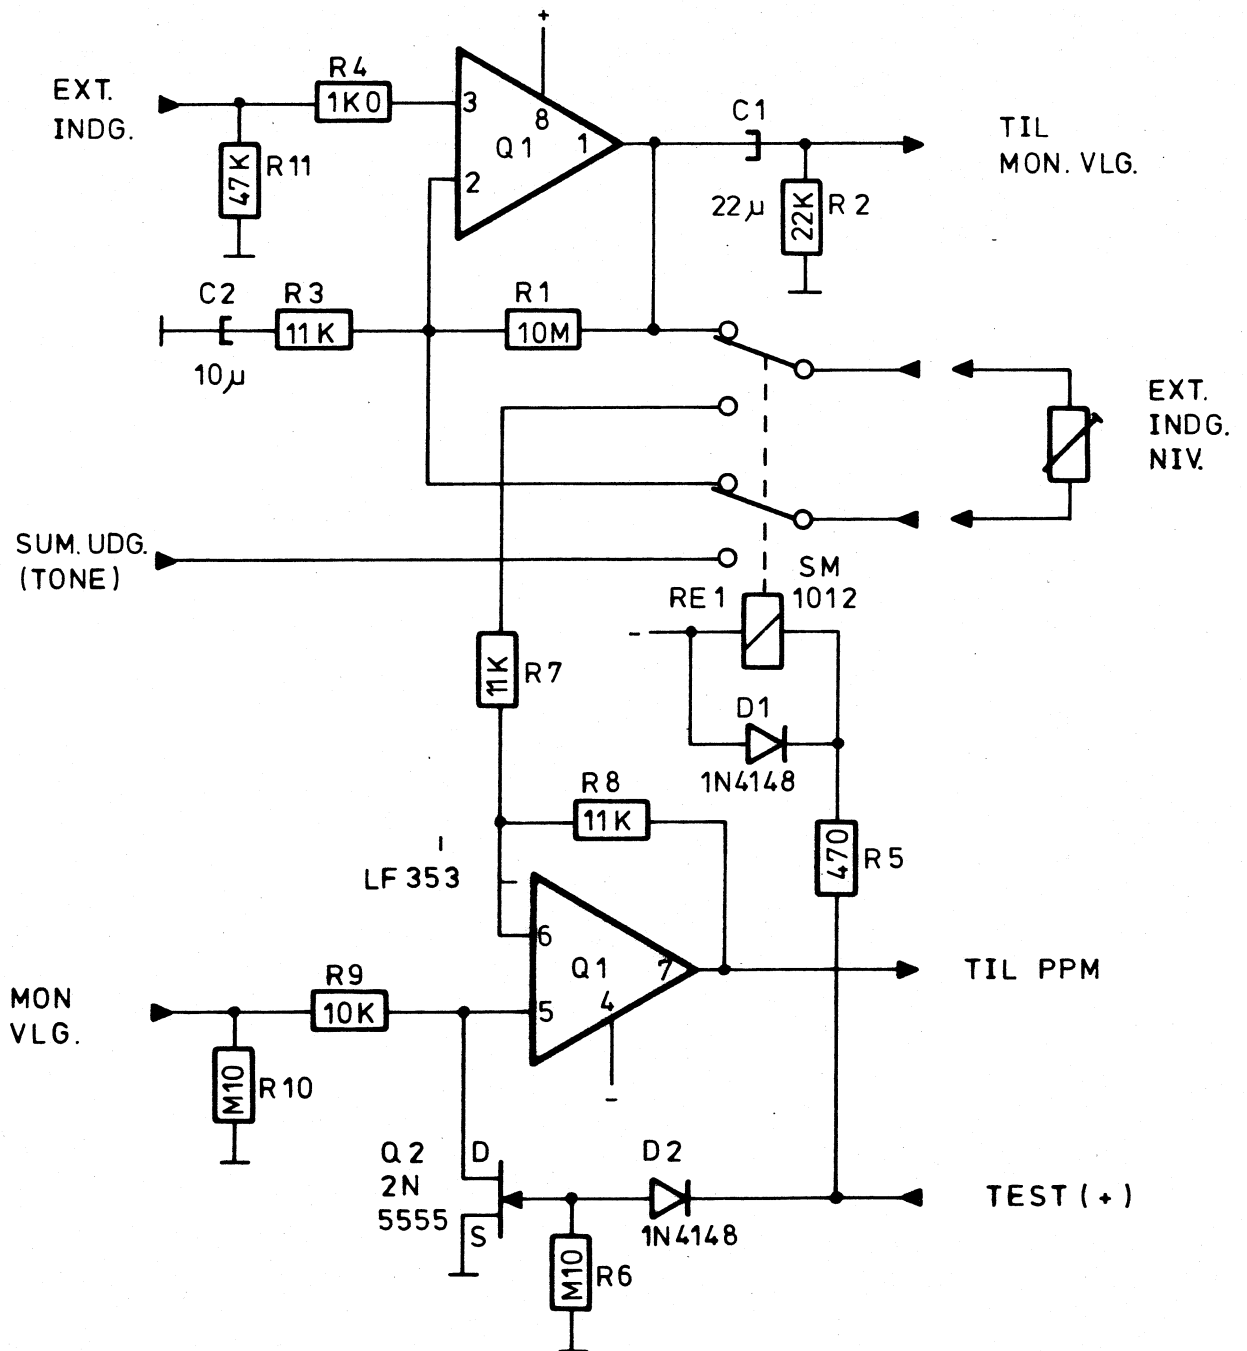 +
R4
EXT.
INDG.
1K0
3
8
Q1
1
2
C1
TIL
MON. VLG.
R11
47K
22µ
22K
R2
C2
R3
R1
11K
10M
10µ
EXT.
INDG.
NIV.
SUM. UDG.
(TONE)
SM
1012
RE1
-
11K
R7
D1
1N4148
R8
11K
470
R5
LF 353
-
6
Q1
7
TIL PPM
4
5
R9
MON
VLG.
10K
M10
R10
-
Q2
2N
5555
D
S
D2
1N4148
TEST (+)
M10
R6